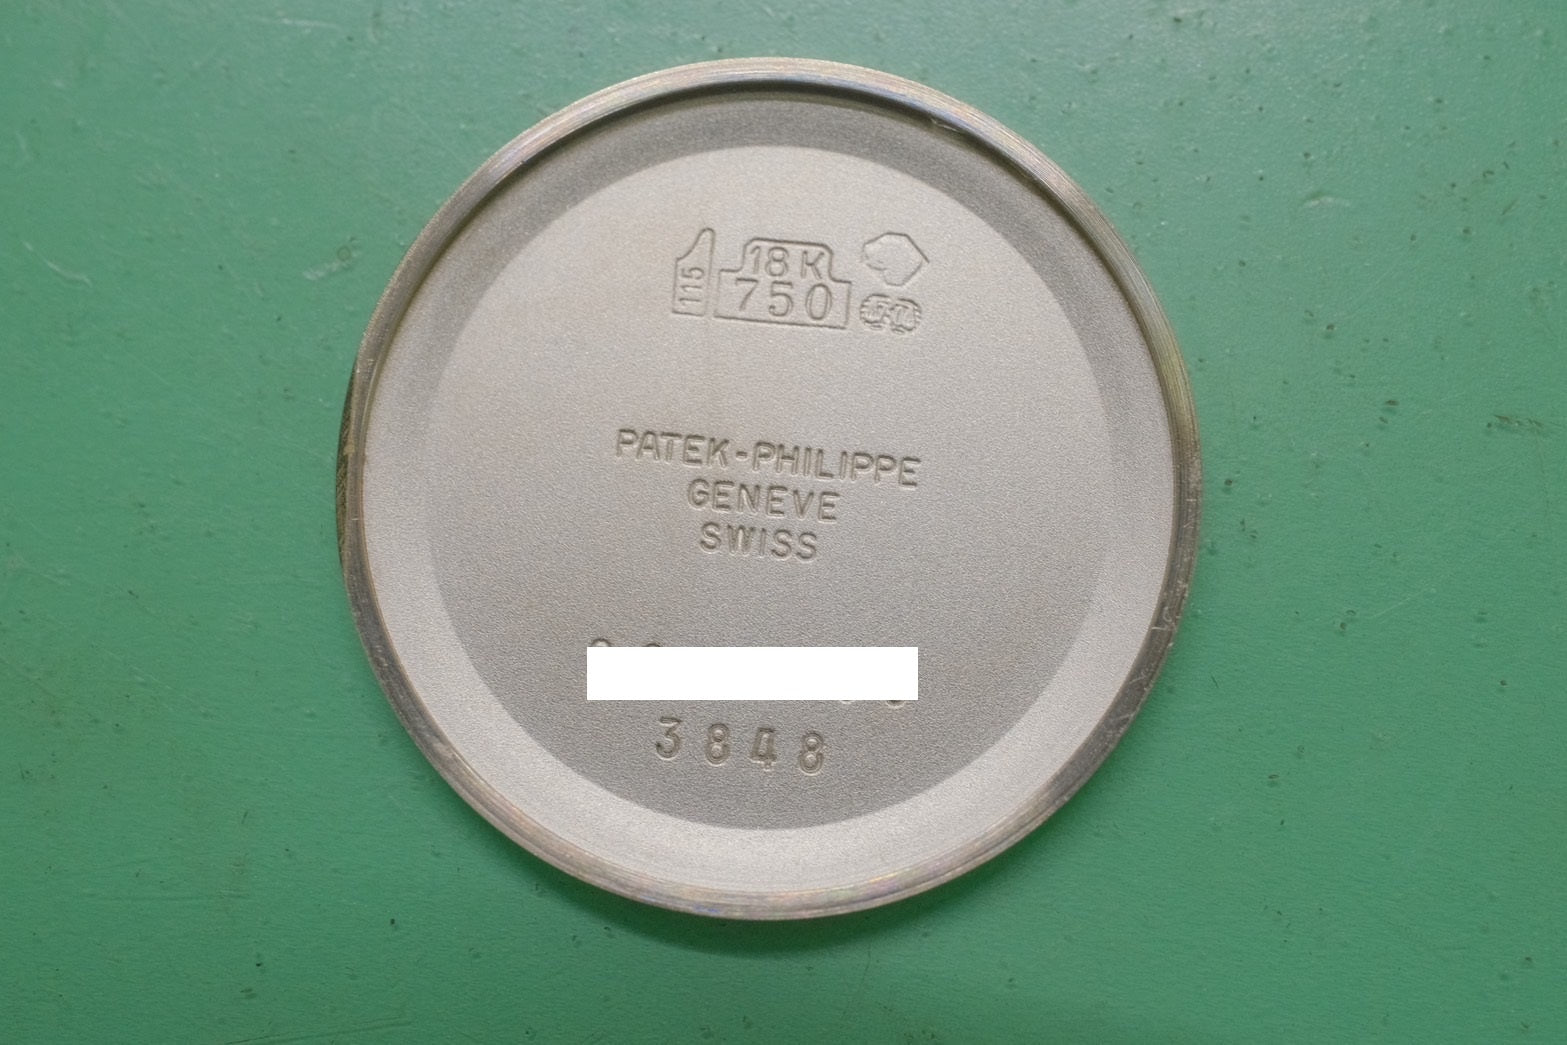 115
18K
750
PATEK-PHILIPPE
GENEVE
SWISS
3848